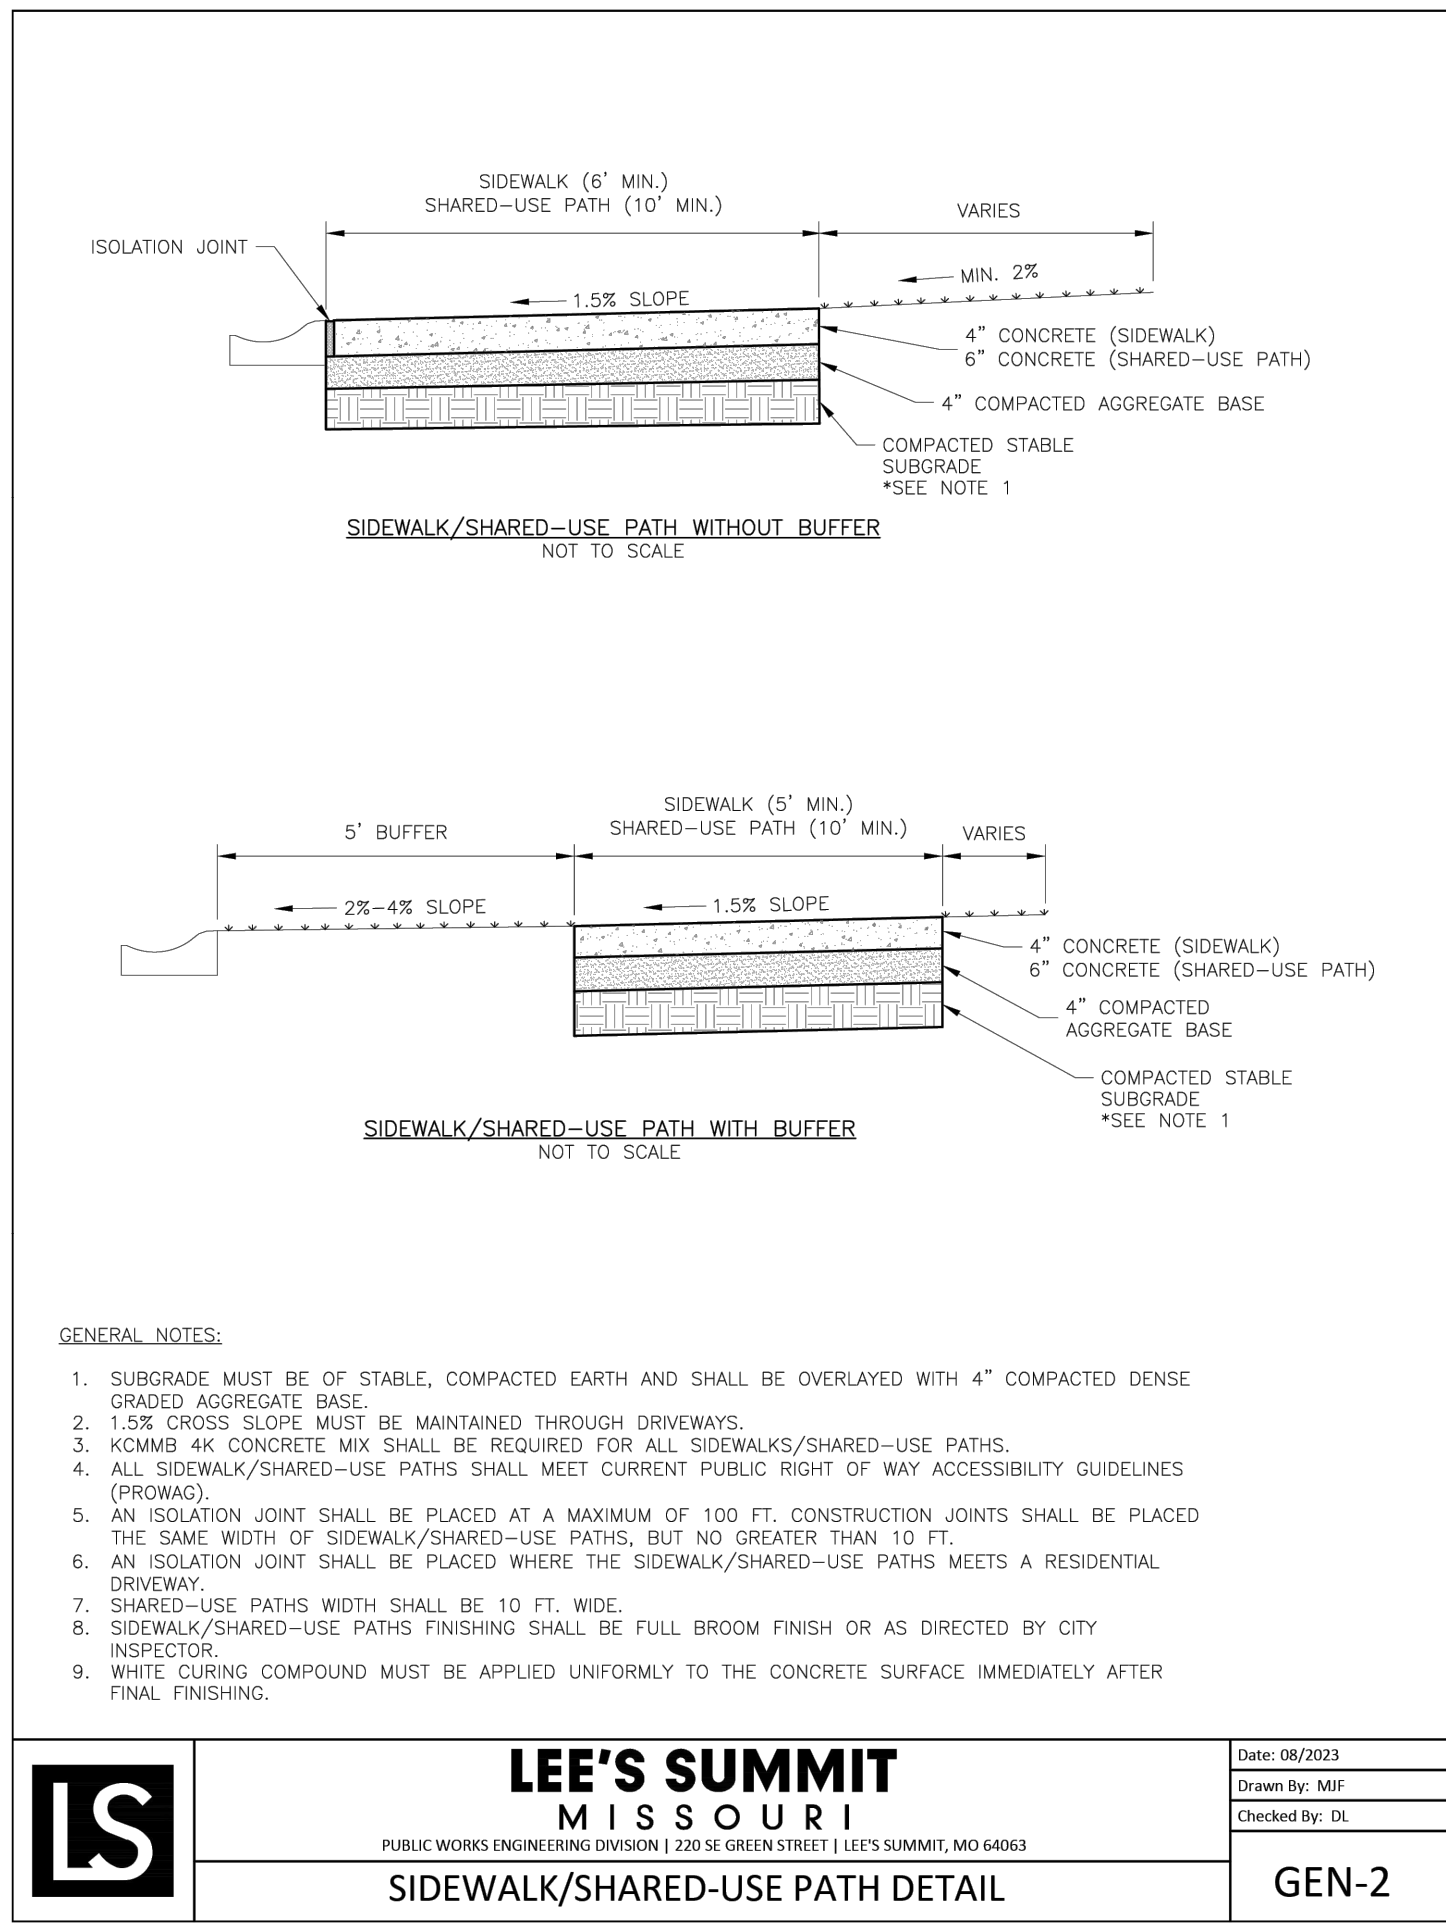 SIDEWALK (6' MIN.)
SHARED-USE PATH (10' MIN.)
VARIES
ISOLATION JOINT
MIN. 2%
1.5% SLOPE
4" CONCRETE (SIDEWALK)
6" CONCRETE (SHARED-USE PATH)
4" COMPACTED AGGREGATE BASE
COMPACTED STABLE
SUBGRADE
*SEE NOTE 1
SIDEWALK/SHARED-USE PATH WITHOUT BUFFER
NOT TO SCALE
SIDEWALK (5' MIN.)
SHARED-USE PATH (10' MIN.)
5' BUFFER
VARIES
2%-4% SLOPE
1.5% SLOPE
4" CONCRETE (SIDEWALK)
6" CONCRETE (SHARED-USE PATH)
4" COMPACTED
AGGREGATE BASE
COMPACTED STABLE
SUBGRADE
*SEE NOTE 1
SIDEWALK/SHARED-USE PATH WITH BUFFER
NOT TO SCALE
GENERAL NOTES:
1. SUBGRADE MUST BE OF STABLE, COMPACTED EARTH AND SHALL BE OVERLAYED WITH 4" COMPACTED DENSE
GRADED AGGREGATE BASE.
2. 1.5% CROSS SLOPE MUST BE MAINTAINED THROUGH DRIVEWAYS.
3. KCMMB 4K CONCRETE MIX SHALL BE REQUIRED FOR ALL SIDEWALKS/SHARED-USE PATHS.
4. ALL SIDEWALK/SHARED-USE PATHS SHALL MEET CURRENT PUBLIC RIGHT OF WAY ACCESSIBILITY GUIDELINES
(PROWAG).
5. AN ISOLATION JOINT SHALL BE PLACED AT A MAXIMUM OF 100 FT. CONSTRUCTION JOINTS SHALL BE PLACED
THE SAME WIDTH OF SIDEWALK/SHARED-USE PATHS, BUT NO GREATER THAN 10 FT.
6. AN ISOLATION JOINT SHALL BE PLACED WHERE THE SIDEWALK/SHARED-USE PATHS MEETS A RESIDENTIAL
DRIVEWAY.
7. SHARED-USE PATHS WIDTH SHALL BE 10 FT. WIDE.
8. SIDEWALK/SHARED-USE PATHS FINISHING SHALL BE FULL BROOM FINISH OR AS DIRECTED BY CITY
INSPECTOR.
9. WHITE CURING COMPOUND MUST BE APPLIED UNIFORMLY TO THE CONCRETE SURFACE IMMEDIATELY AFTER
FINAL FINISHING.
LS
LEE'S SUMMIT
MISSOURI
PUBLIC WORKS ENGINEERING DIVISION | 220 SE GREEN STREET | LEE'S SUMMIT, MO 64063
SIDEWALK/SHARED-USE PATH DETAIL
Date: 08/2023
Drawn By: MJF
Checked By: DL
GEN-2